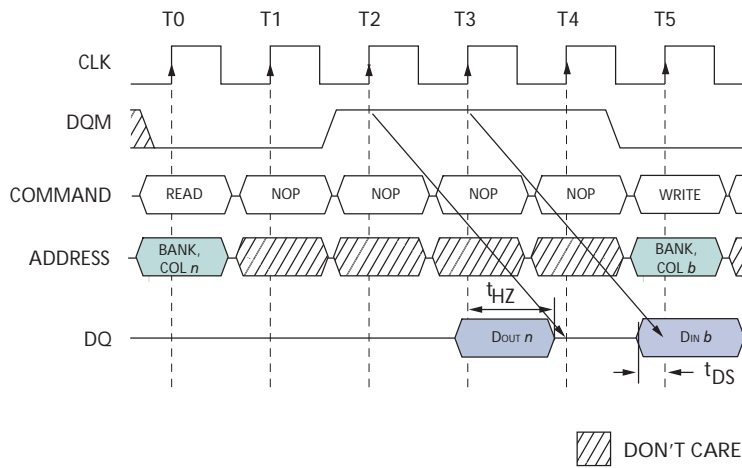 T0 T1 T2 T3 T4 T5
CLK
DQM
COMMAND READ NOP NOP NOP NOP WRITE
ADDRESS BANK, COL n BANK, COL b
tHZ
DQ DOUT n DIN b
tDS
DON'T CARE